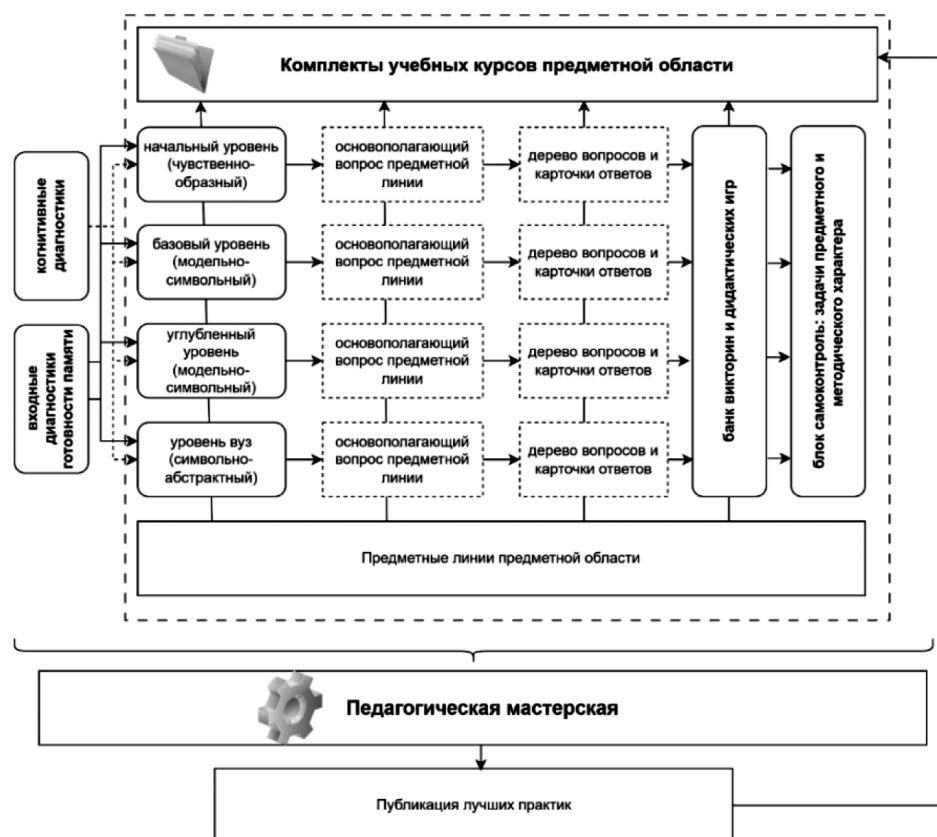 Комплекты учебных курсов предметной области
когнитивные
диагностики
входные
диагностики
готовности памяти
начальный уровень
(чувственно-
образный)
основополагающий
вопрос предметной
линии
дерево вопросов и
карточки ответов
базовый уровень
(модельно-
символьный)
основополагающий
вопрос предметной
линии
дерево вопросов и
карточки ответов
углубленный
уровень
(модельно-
символьный)
основополагающий
вопрос предметной
линии
дерево вопросов и
карточки ответов
уровень вуз
(символьно-
абстрактный)
основополагающий
вопрос предметной
линии
дерево вопросов и
карточки ответов
банк викторин и дидактических игр
блок самоконтроль: задачи предметного и
методического характера
Предметные линии предметной области
Педагогическая мастерская
Публикация лучших практик